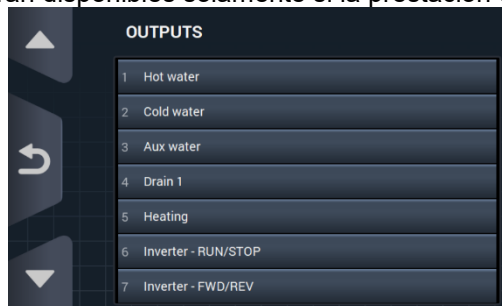 disponibles solamente si la prestación
OUTPUTS
1 Hot water
2 Cold water
3 Aux water
4 Drain 1
5 Heating
6 Inverter - RUN/STOP
7 Inverter - FWD/REV